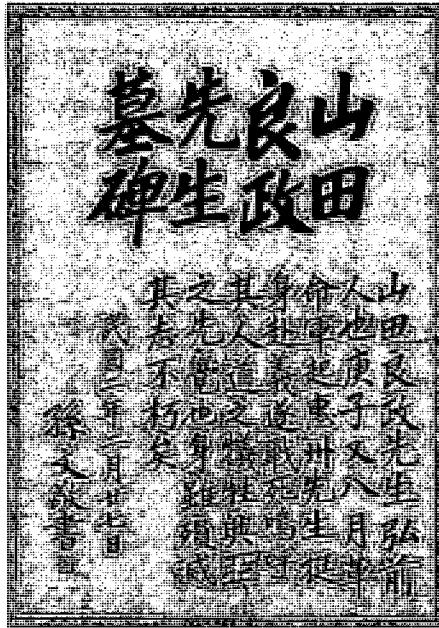 山田
良政
先生
墓碑
山田良政先生弘前
人也庚子又八月革
命軍起惠州先生挺
身赴義遂戰死嗚呼
其人道之犧牲興亞
之先覺也身雖殞滅
其志不朽矣
民國二年二月廿七日
孫文敬書